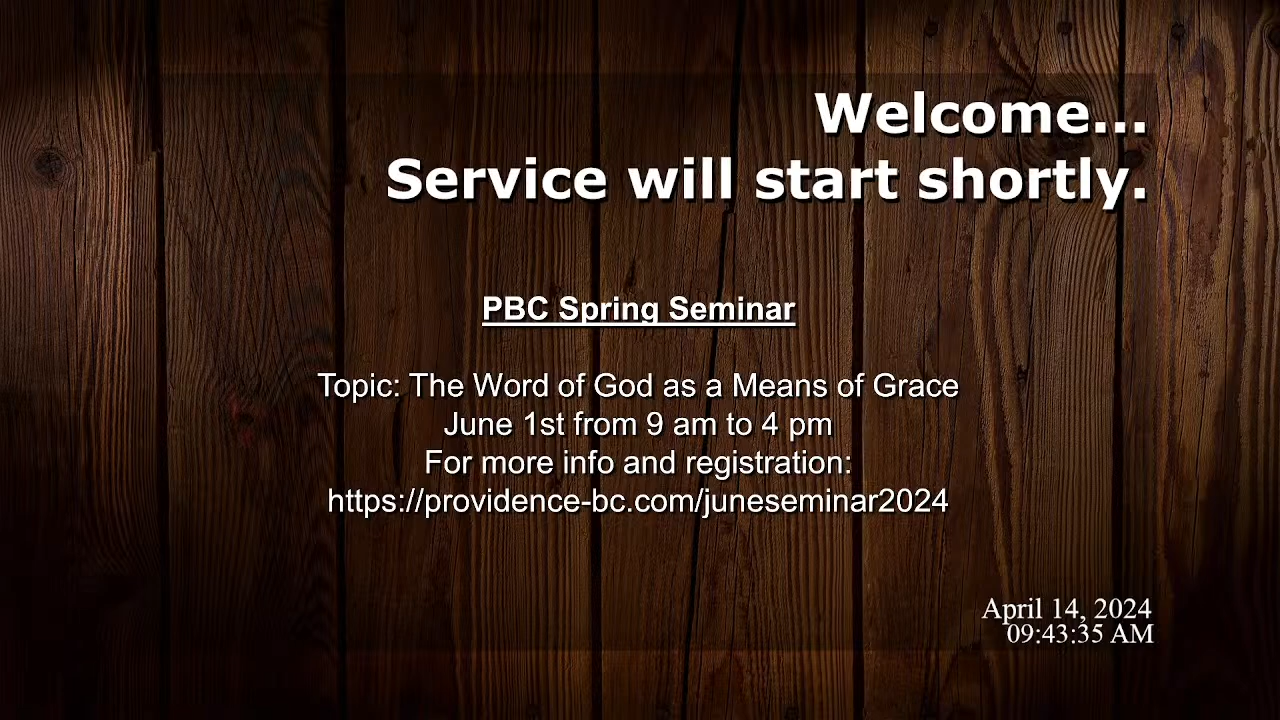 Welcome...
Service will start shortly.
PBC Spring Seminar
Topic: The Word of God as a Means of Grace
June 1st from 9 am to 4 pm
For more info and registration:
https://providence-bc.com/juneseminar2024
April 14, 2024
09:43:35 AM